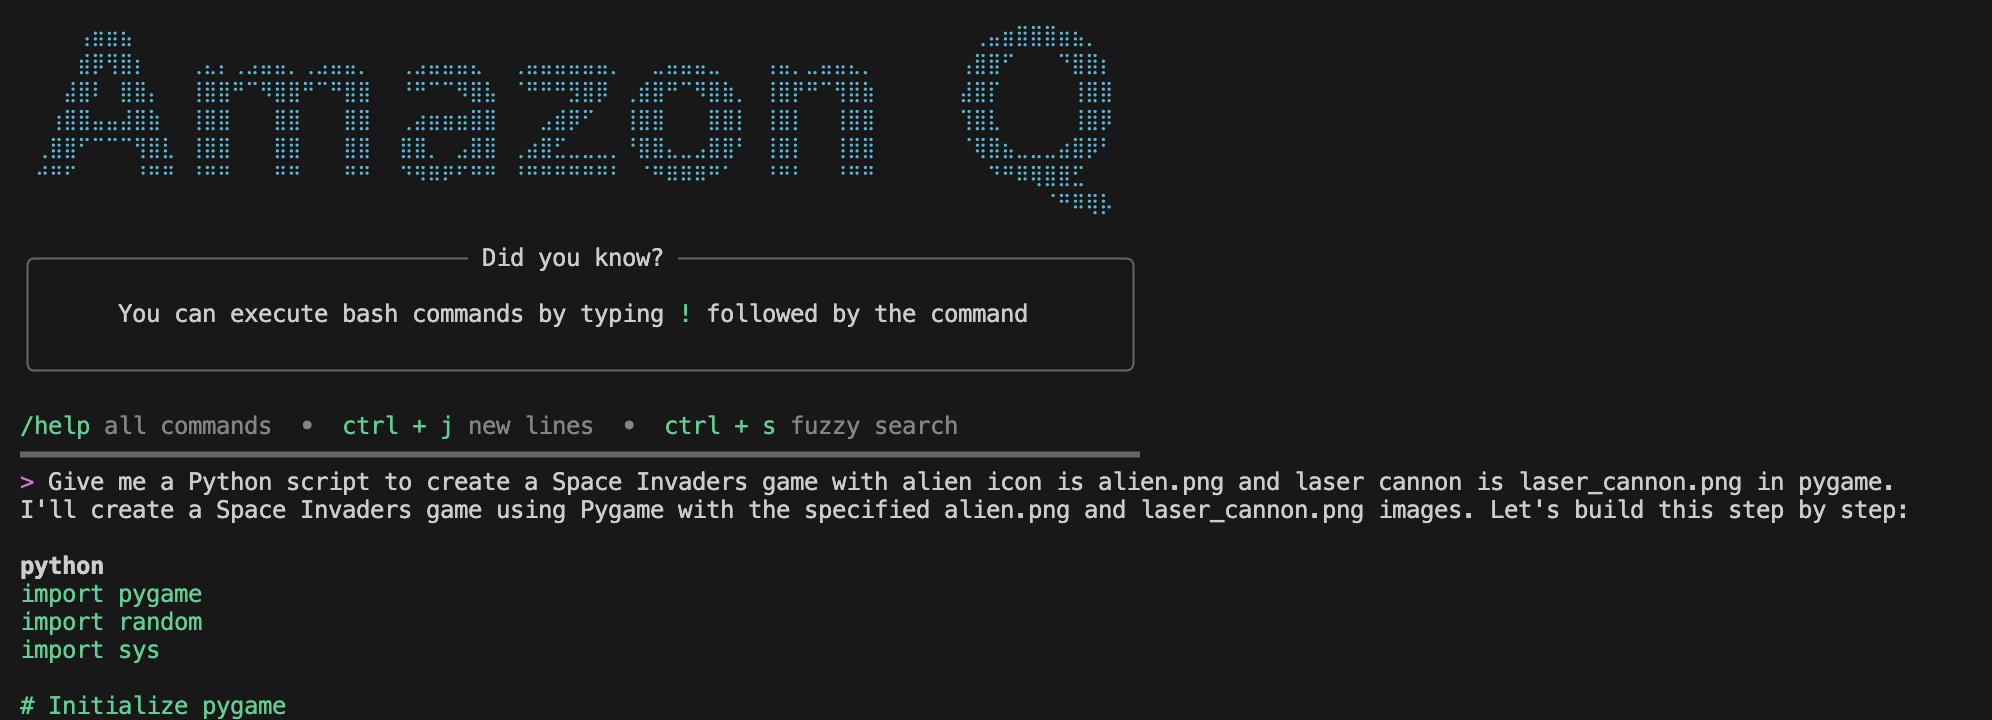 Amazon Q
Did you know?
You can execute bash commands by typing ! followed by the command
/help all commands • ctrl + j new lines • ctrl + s fuzzy search
> Give me a Python script to create a Space Invaders game with alien icon is alien.png and laser cannon is laser_cannon.png in pygame.
I'll create a Space Invaders game using Pygame with the specified alien.png and laser_cannon.png images. Let's build this step by step:
python
import pygame
import random
import sys
# Initialize pygame